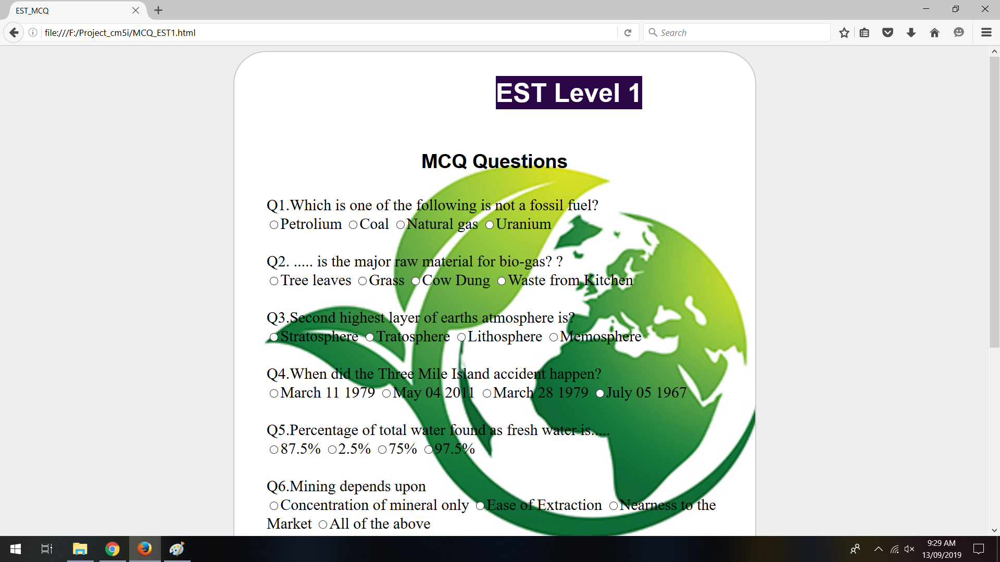 EST_MCQ
file:///F:/Project_cm5i/MCQ_EST1.html
Search
EST Level 1
MCQ Questions
Q1.Which is one of the following is not a fossil fuel?
Petrolium Coal Natural gas Uranium
Q2. ..... is the major raw material for bio-gas? ?
Tree leaves Grass Cow Dung Waste from Kitchen
Q3.Second highest layer of earths atmosphere is?
Stratosphere Tratosphere Lithosphere Memosphere
Q4.When did the Three Mile Island accident happen?
March 11 1979 May 04 2011 March 28 1979 July 05 1967
Q5.Percentage of total water found as fresh water is.....
87.5% 2.5% 75% 97.5%
Q6.Mining depends upon
Concentration of mineral only Ease of Extraction Nearness to the
Market All of the above
9:29 AM
13/09/2019